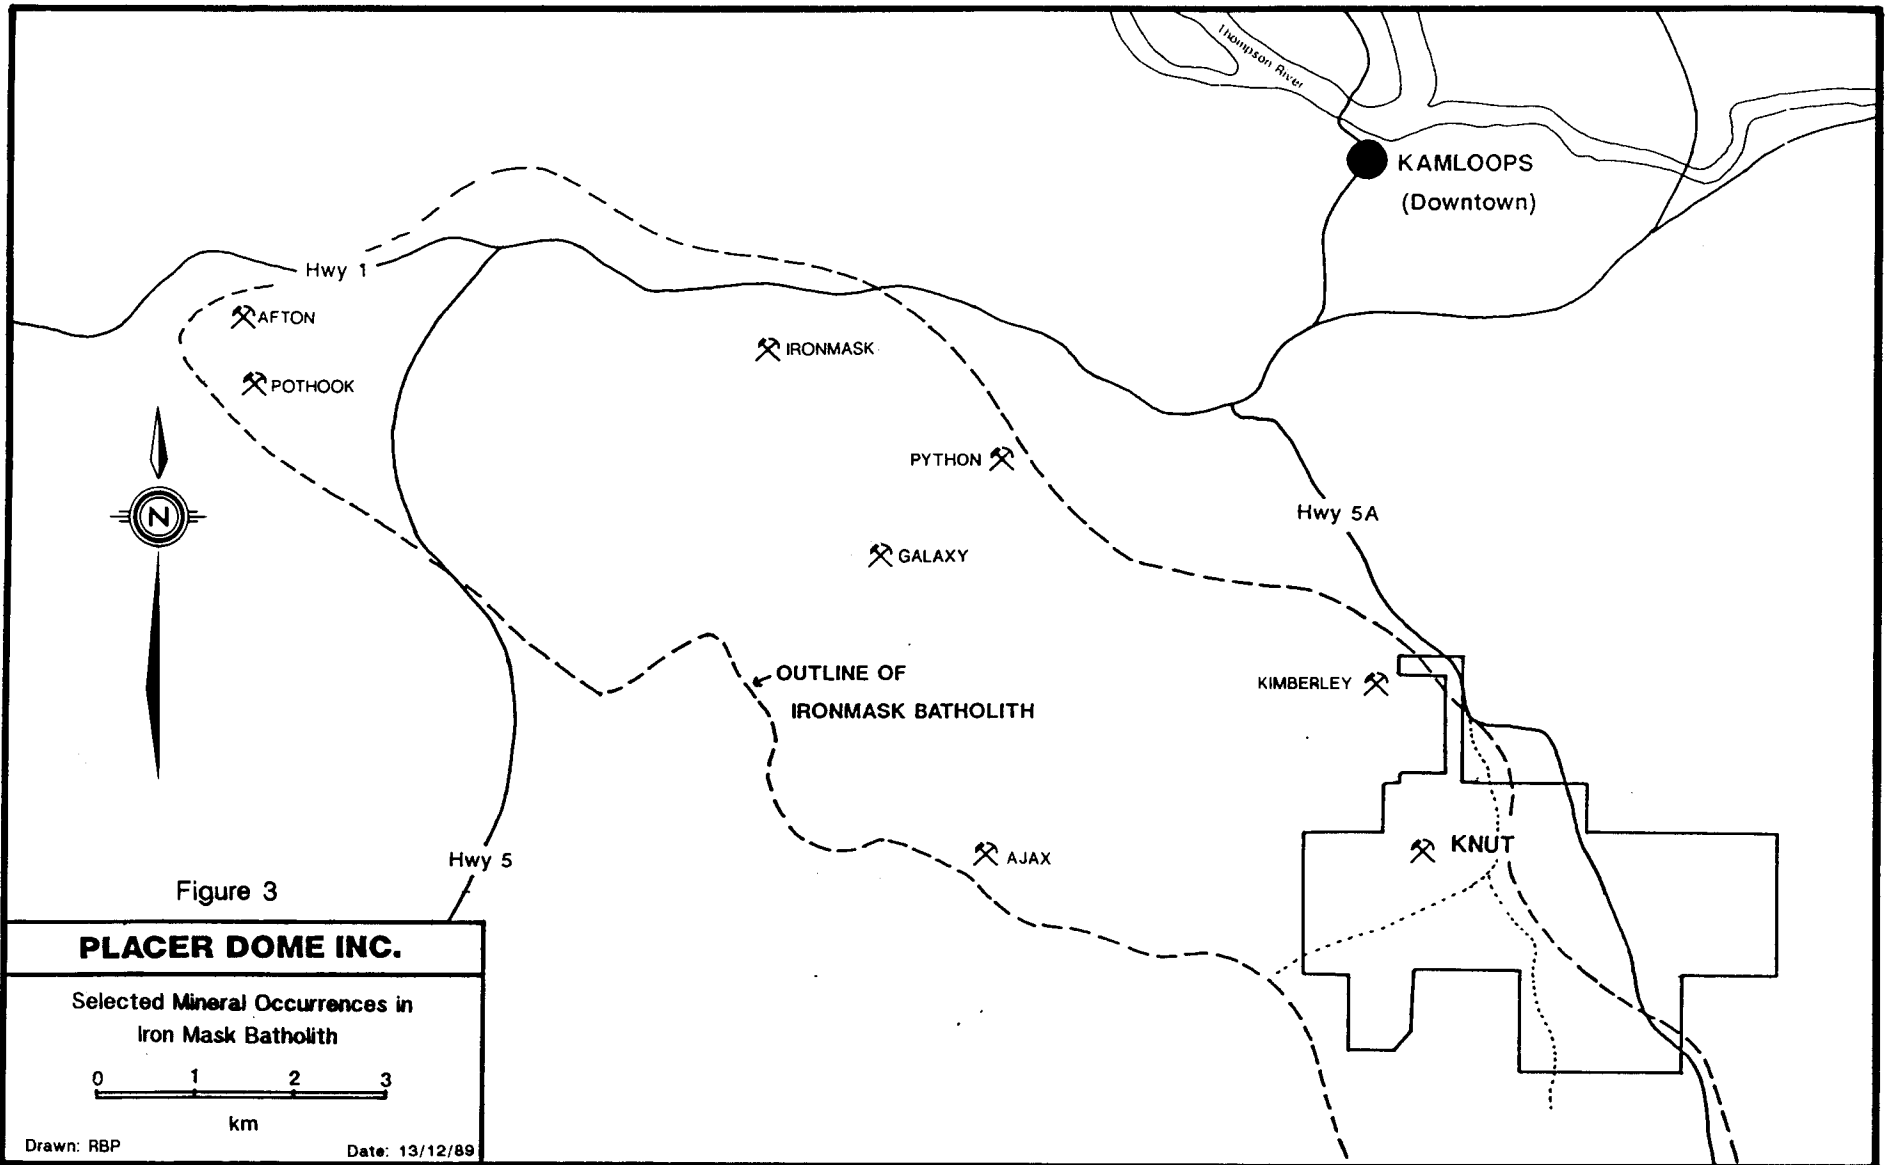 Thompson River
KAMLOOPS
(Downtown)
Hwy 1
AFTON
IRONMASK
POTHOOK
PYTHON
N
Hwy 5A
GALAXY
OUTLINE OF
IRONMASK BATHOLITH
KIMBERLEY
KNUT
AJAX
Hwy 5
Figure 3
PLACER DOME INC.
Selected Mineral Occurrences in
Iron Mask Batholith
0 1 2 3
km
Drawn: RBP
Date: 13/12/89